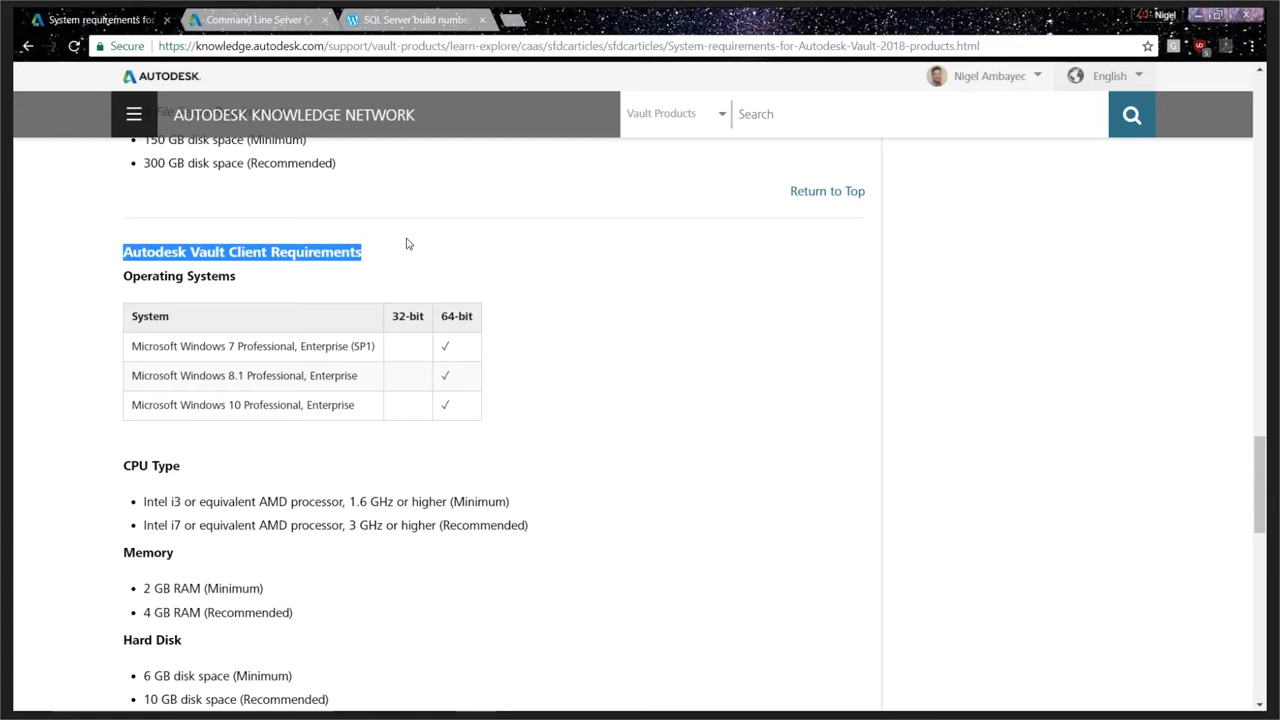 System requirements fo
Command Line Server C
SQL Server build numbe
Nigel
Secure
https://knowledge.autodesk.com/support/vault-products/learn-explore/caas/sfdcarticles/sfdcarticles/System-requirements-for-Autodesk-Vault-2018-products.html
AUTODESK.
Nigel Ambayec
English
AUTODESK KNOWLEDGE NETWORK
Vault Products
Search
150 GB disk space (Minimum)
300 GB disk space (Recommended)
Return to Top
Autodesk Vault Client Requirements
Operating Systems
System 32-bit 64-bit
Microsoft Windows 7 Professional, Enterprise (SP1) ✓
Microsoft Windows 8.1 Professional, Enterprise ✓
Microsoft Windows 10 Professional, Enterprise ✓
CPU Type
• Intel i3 or equivalent AMD processor, 1.6 GHz or higher (Minimum)
• Intel i7 or equivalent AMD processor, 3 GHz or higher (Recommended)
Memory
• 2 GB RAM (Minimum)
• 4 GB RAM (Recommended)
Hard Disk
• 6 GB disk space (Minimum)
• 10 GB disk space (Recommended)